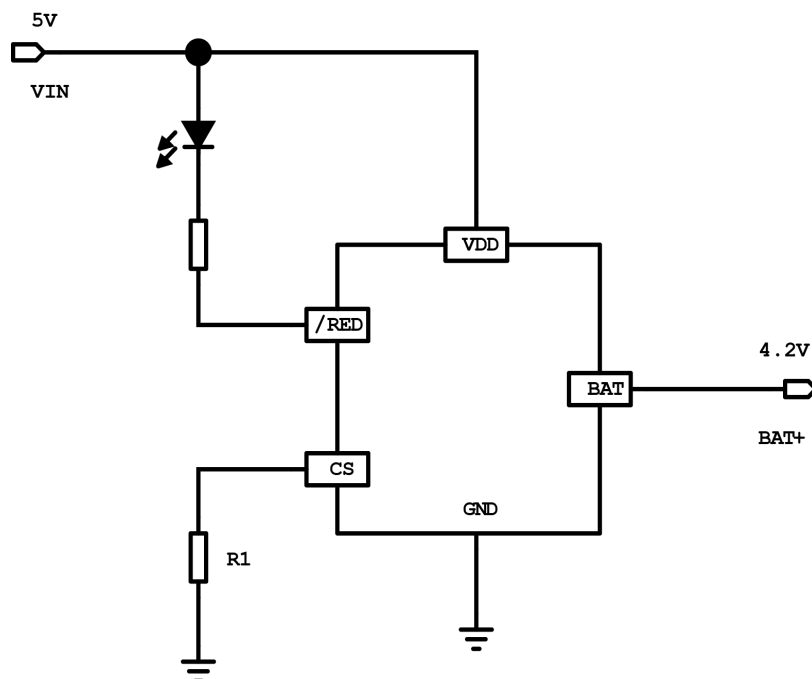 5V
VIN
VDD
/RED
4.2V
BAT
BAT+
CS
GND
R1